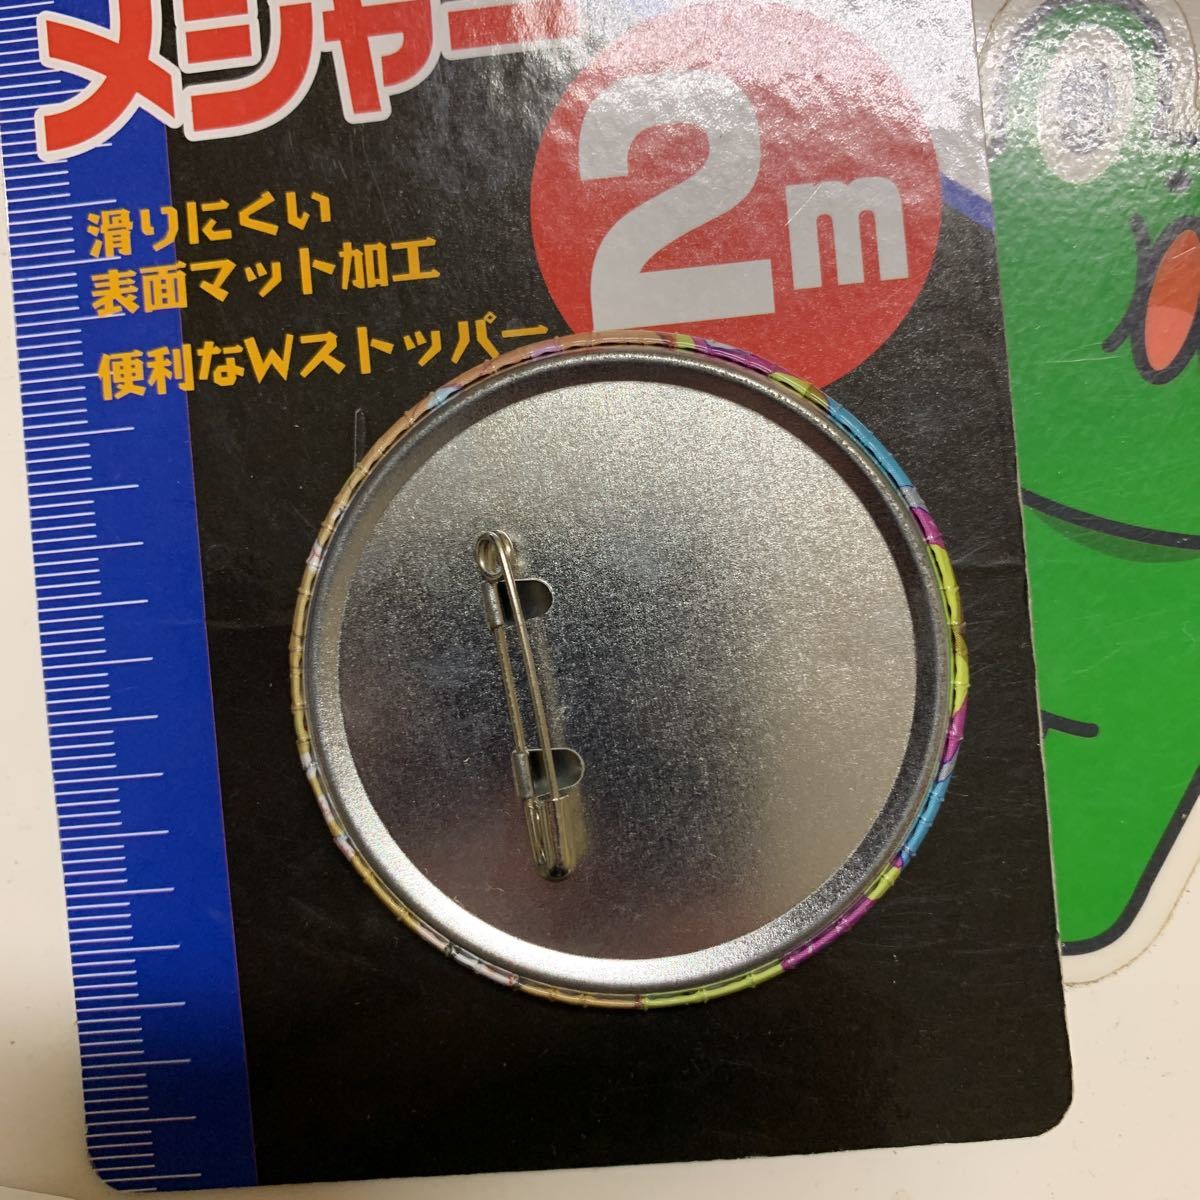 メジャー
2m
滑りにくい
表面マット加工
便利なWストッパー